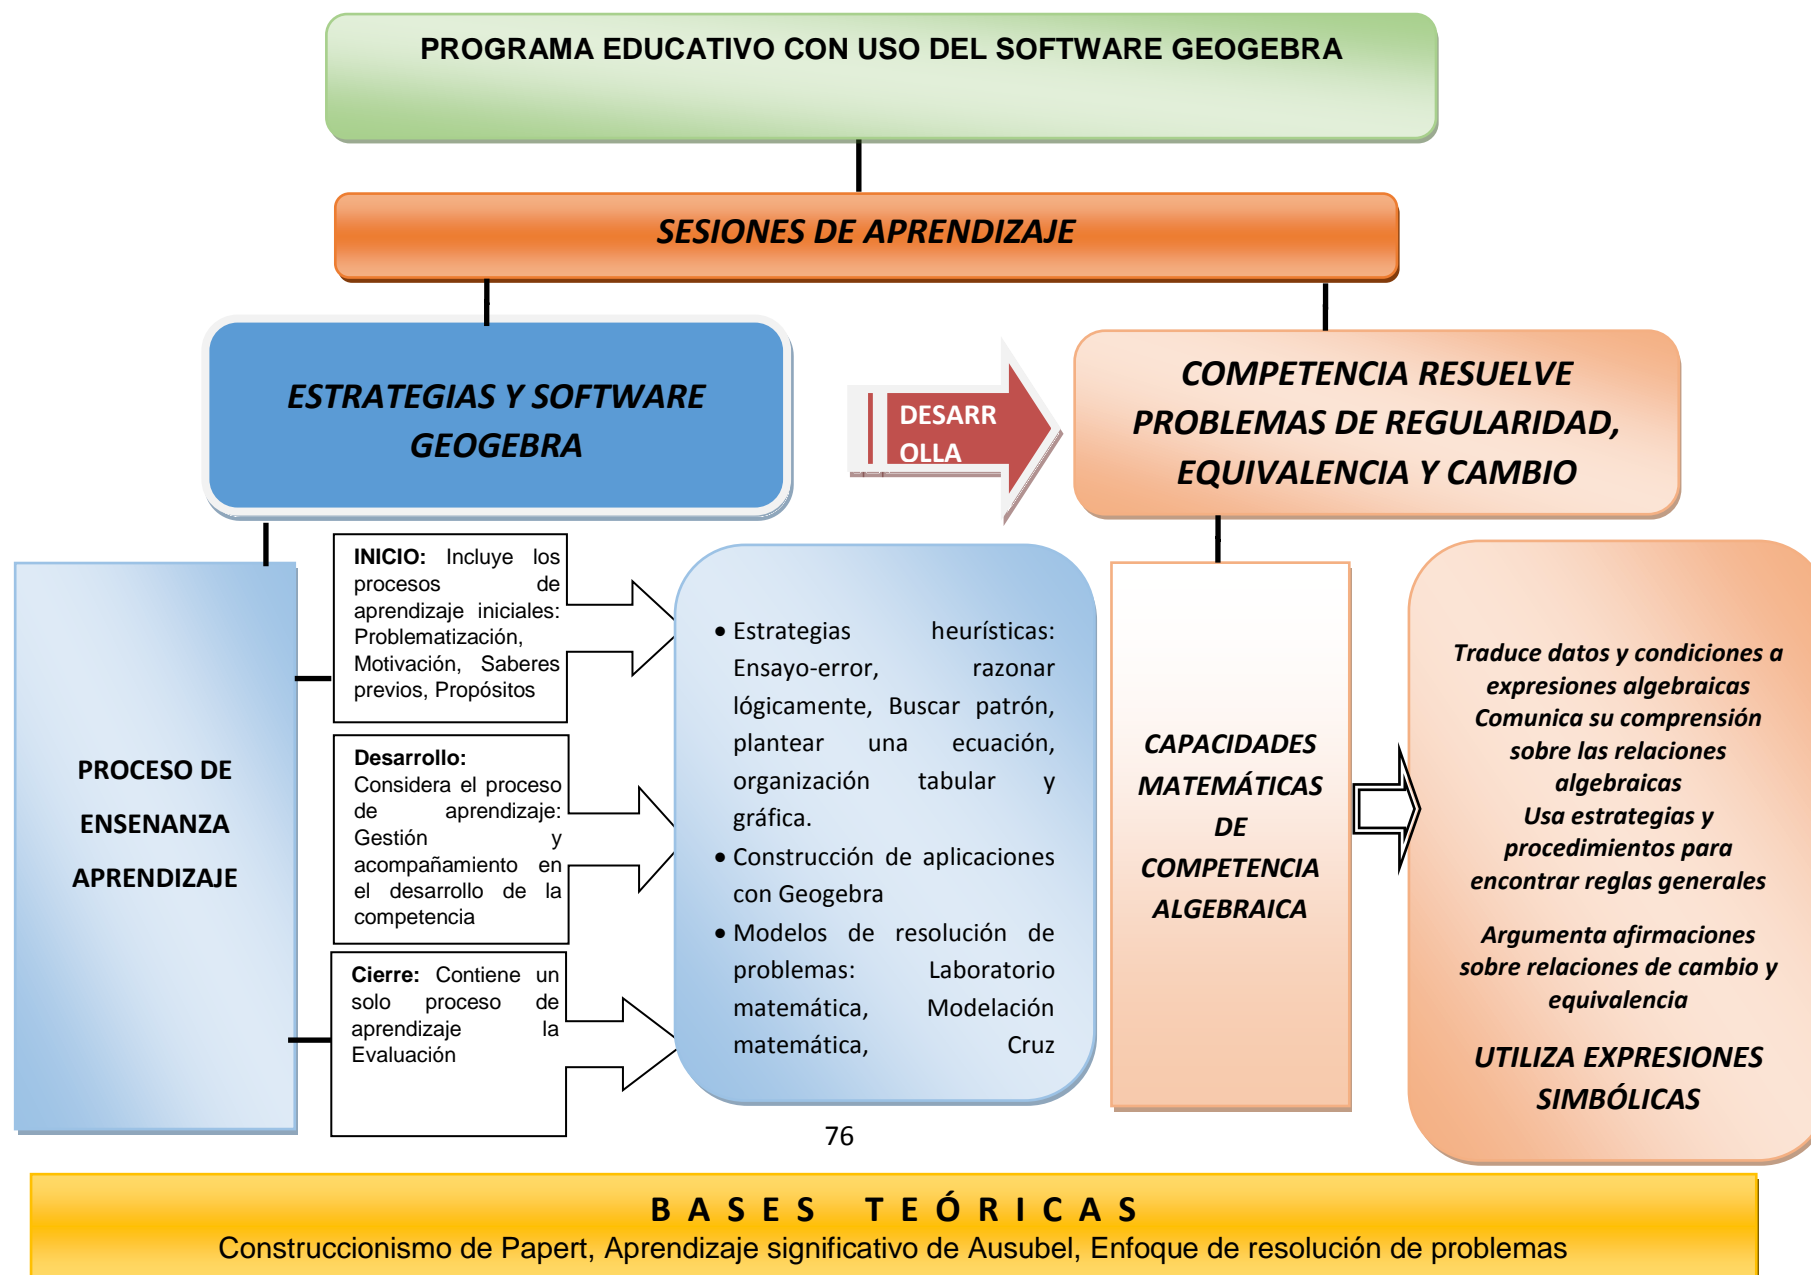 PROGRAMA EDUCATIVO CON USO DEL SOFTWARE GEOGEBRA
SESIONES DE APRENDIZAJE
ESTRATEGIAS Y SOFTWARE
GEOGEBRA
DESARR
OLLA
COMPETENCIA RESUELVE
PROBLEMAS DE REGULARIDAD,
EQUIVALENCIA Y CAMBIO
PROCESO DE
ENSENANZA
APRENDIZAJE
INICIO: Incluye los
procesos de
aprendizaje iniciales:
Problematización,
Motivación, Saberes
previos, Propósitos
Desarrollo:
Considera el proceso
de aprendizaje:
Gestión y
acompañamiento en
el desarrollo de la
competencia
Cierre: Contiene un
solo proceso de
aprendizaje la
Evaluación
• Estrategias heurísticas:
Ensayo-error, razonar
lógicamente, Buscar patrón,
plantear una ecuación,
organización tabular y
gráfica.
• Construcción de aplicaciones
con Geogebra
• Modelos de resolución de
problemas: Laboratorio
matemática, Modelación
matemática, Cruz
CAPACIDADES
MATEMÁTICAS
DE
COMPETENCIA
ALGEBRAICA
Traduce datos y condiciones a
expresiones algebraicas
Comunica su comprensión
sobre las relaciones
algebraicas
Usa estrategias y
procedimientos para
encontrar reglas generales
Argumenta afirmaciones
sobre relaciones de cambio y
equivalencia
UTILIZA EXPRESIONES
SIMBÓLICAS
76
BASES TEÓRICAS
Construccionismo de Papert, Aprendizaje significativo de Ausubel, Enfoque de resolución de problemas